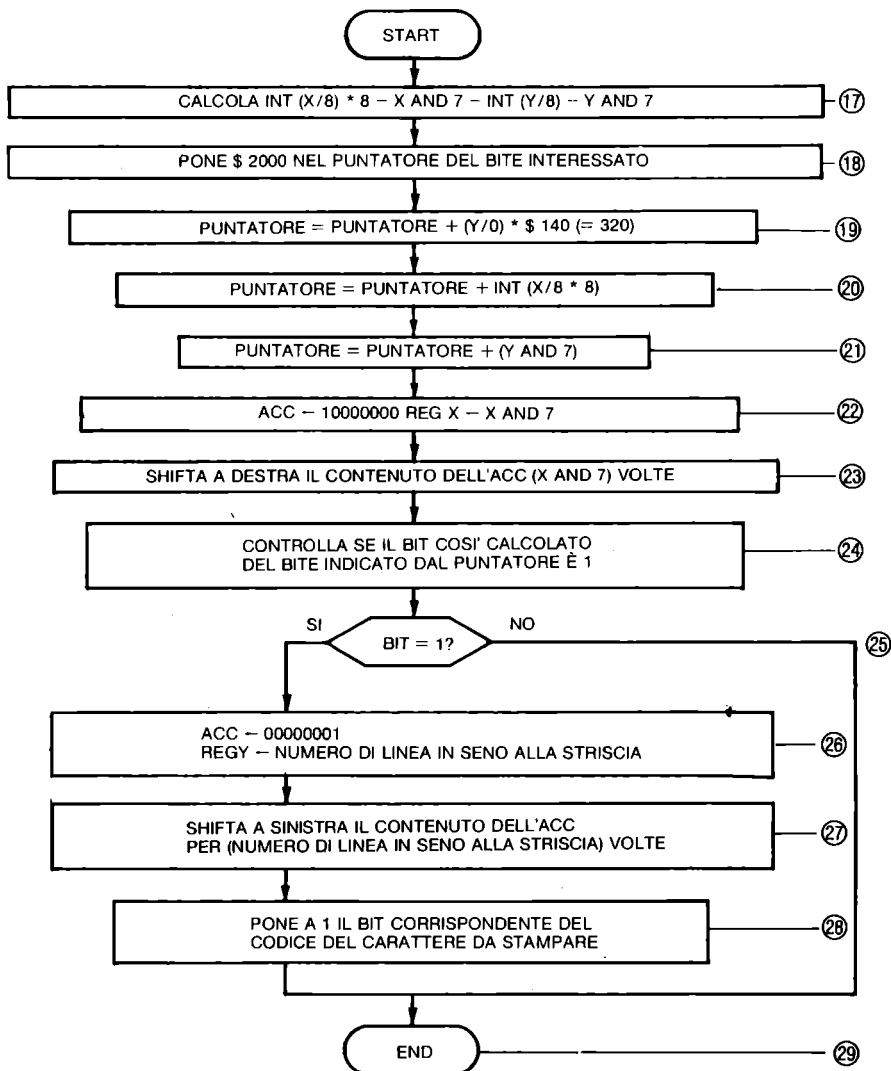 START
CALCOLA INT (X/8) * 8 – X AND 7 – INT (Y/8) – Y AND 7
⑰
PONE $ 2000 NEL PUNTATORE DEL BITE INTERESSATO
⑱
PUNTATORE = PUNTATORE + (Y/0) * $ 140 (= 320)
⑲
PUNTATORE = PUNTATORE + INT (X/8 * 8)
⑳
PUNTATORE = PUNTATORE + (Y AND 7)
㉑
ACC – 10000000 REG X – X AND 7
㉒
SHIFTA A DESTRA IL CONTENUTO DELL'ACC (X AND 7) VOLTE
㉓
CONTROLLA SE IL BIT COSI' CALCOLATO
DEL BITE INDICATO DAL PUNTATORE È 1
㉔
SI
BIT = 1?
NO
㉕
ACC – 00000001
REGY – NUMERO DI LINEA IN SENO ALLA STRISCIA
㉖
SHIFTA A SINISTRA IL CONTENUTO DELL'ACC
PER (NUMERO DI LINEA IN SENO ALLA STRISCIA) VOLTE
㉗
PONE A 1 IL BIT CORRISPONDENTE DEL
CODICE DEL CARATTERE DA STAMPARE
㉘
END
㉙